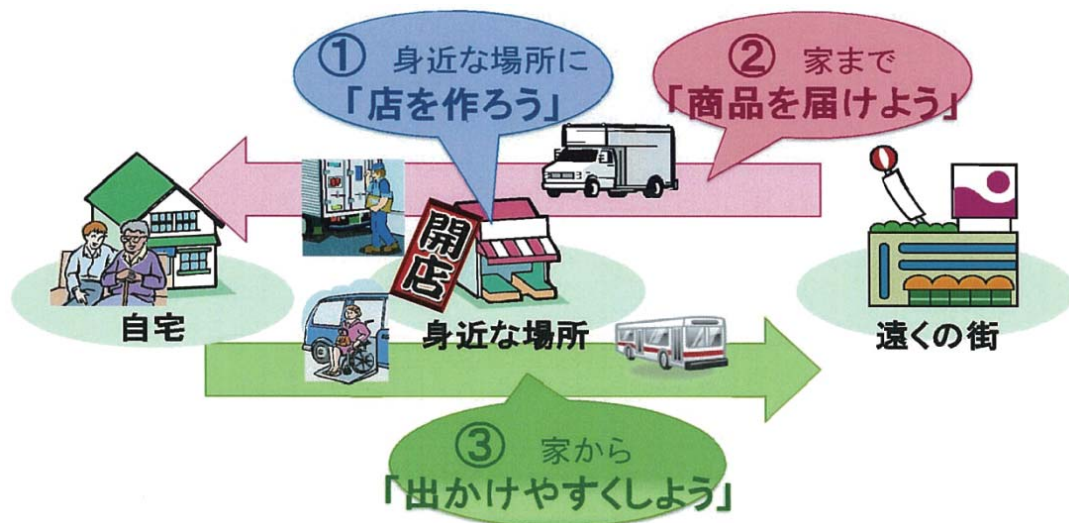 ① 身近な場所に
「店を作ろう」
② 家まで
「商品を届けよう」
開店
自宅
身近な場所
遠くの街
③ 家から
「出かけやすくしよう」